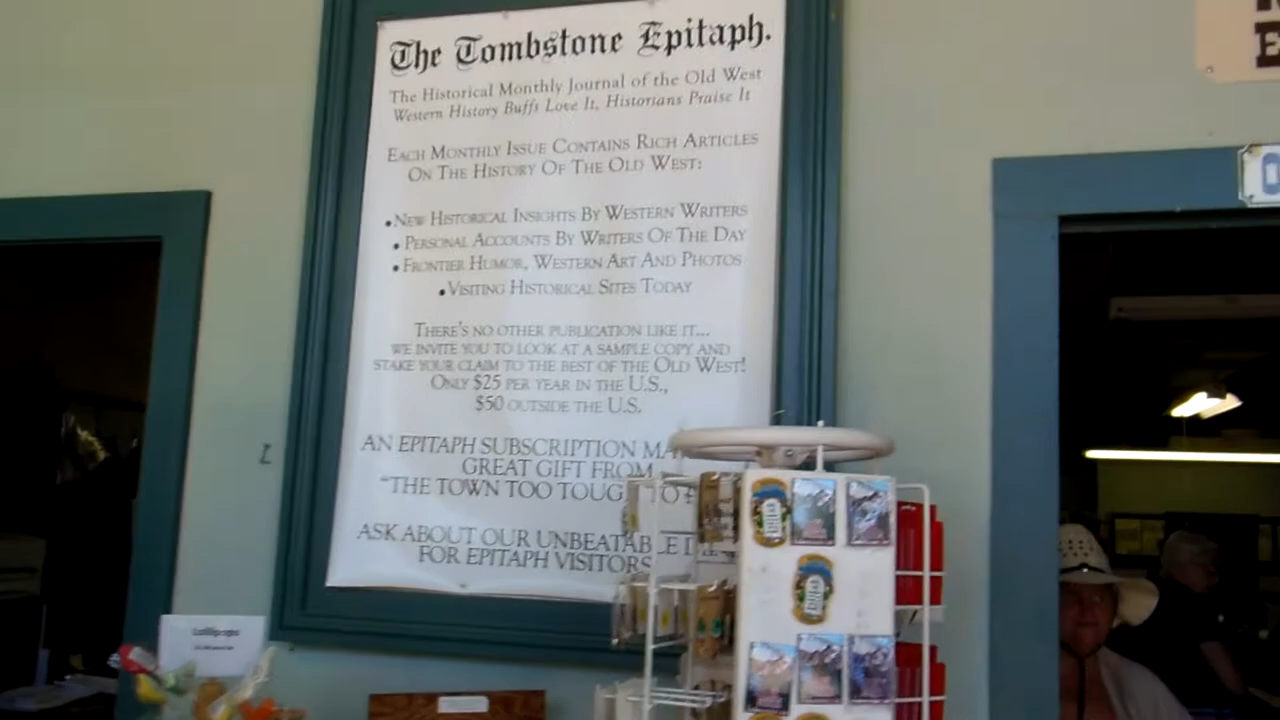 The Tombstone Epitaph.
The Historical Monthly Journal of the Old West
Western History Buffs Love It, Historians Praise It
Each Monthly Issue Contains Rich Articles
On The History Of The Old West:
•New Historical Insights By Western Writers
•Personal Accounts By Writers Of The Day
•Frontier Humor, Western Art And Photos
•Visiting Historical Sites Today
There's no other publication like it...
we invite you to look at a sample copy and
stake your claim to the best of the Old West!
Only $25 per year in the U.S.,
$50 outside the U.S.
AN EPITAPH SUBSCRIPTION MA
GREAT GIFT FROM
"THE TOWN TOO TOUG TO
ASK ABOUT OUR UNBEATAB
FOR EPITAPH VISITORS
Lollipops